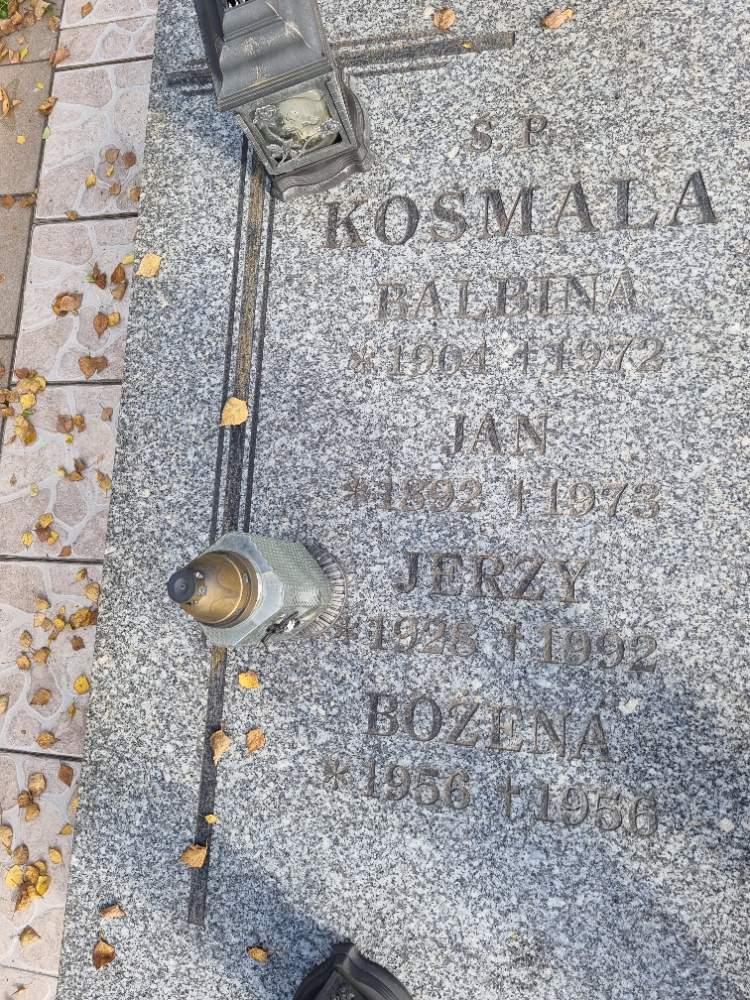 Ś. P.
KOSMALA
BALBINA
*1904 †1972
JAN
*1892 †1973
JERZY
*1928 †1992
BOŻENA
*1956 †1956